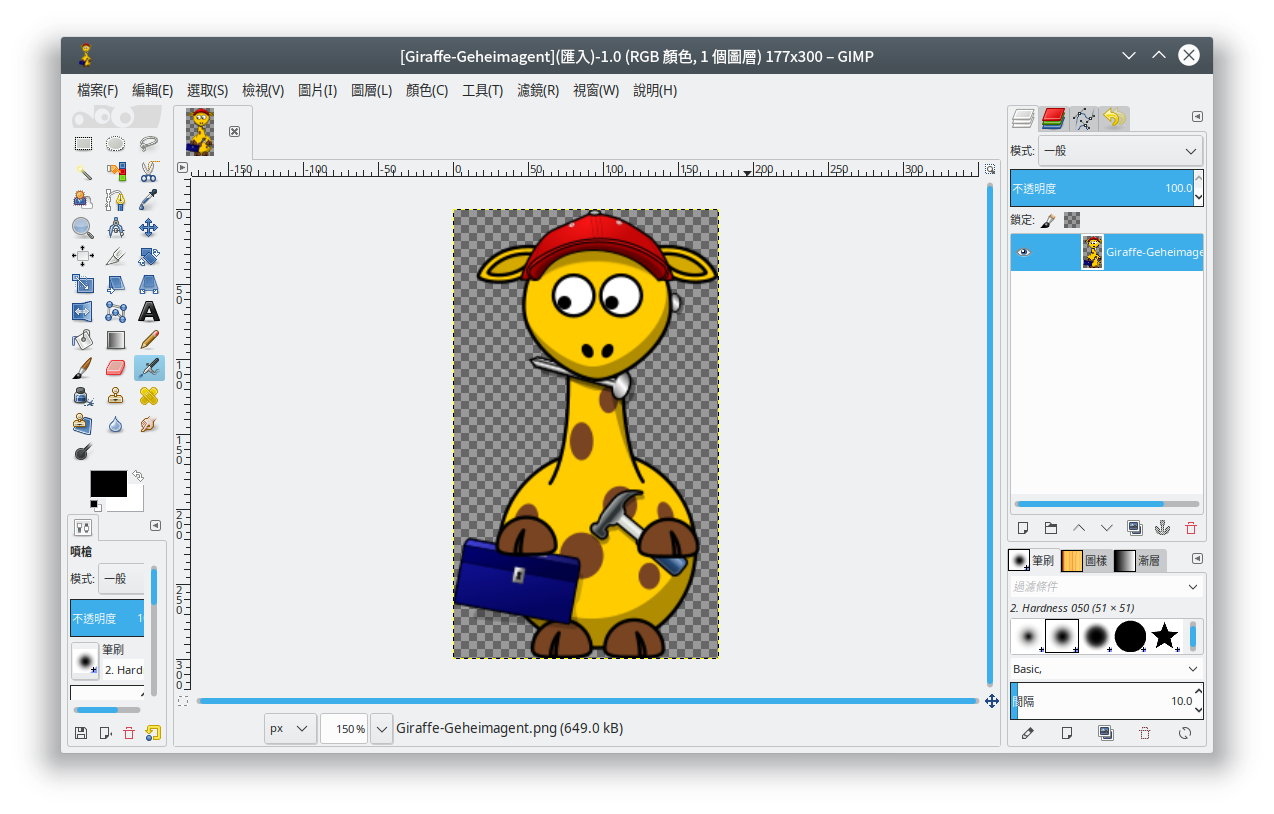 [Giraffe-Geheimagent](匯入)-1.0 (RGB 顏色, 1 個圖層) 177x300 – GIMP
檔案(F) 編輯(E) 選取(S) 檢視(V) 圖片(I) 圖層(L) 顏色(C) 工具(T) 濾鏡(R) 視窗(W) 說明(H)
-150 -100 -50 0 50 100 150 200 250 300
0
50
100
150
200
250
300
噴槍
模式: 一般
不透明度 1
筆刷
2. Hard
px 150 % Giraffe-Geheimagent.png (649.0 kB)
模式: 一般
不透明度 100.0
鎖定:
Giraffe-Geheimage
筆刷 圖樣 漸層
過濾條件
2. Hardness 050 (51 × 51)
Basic,
間隔 10.0